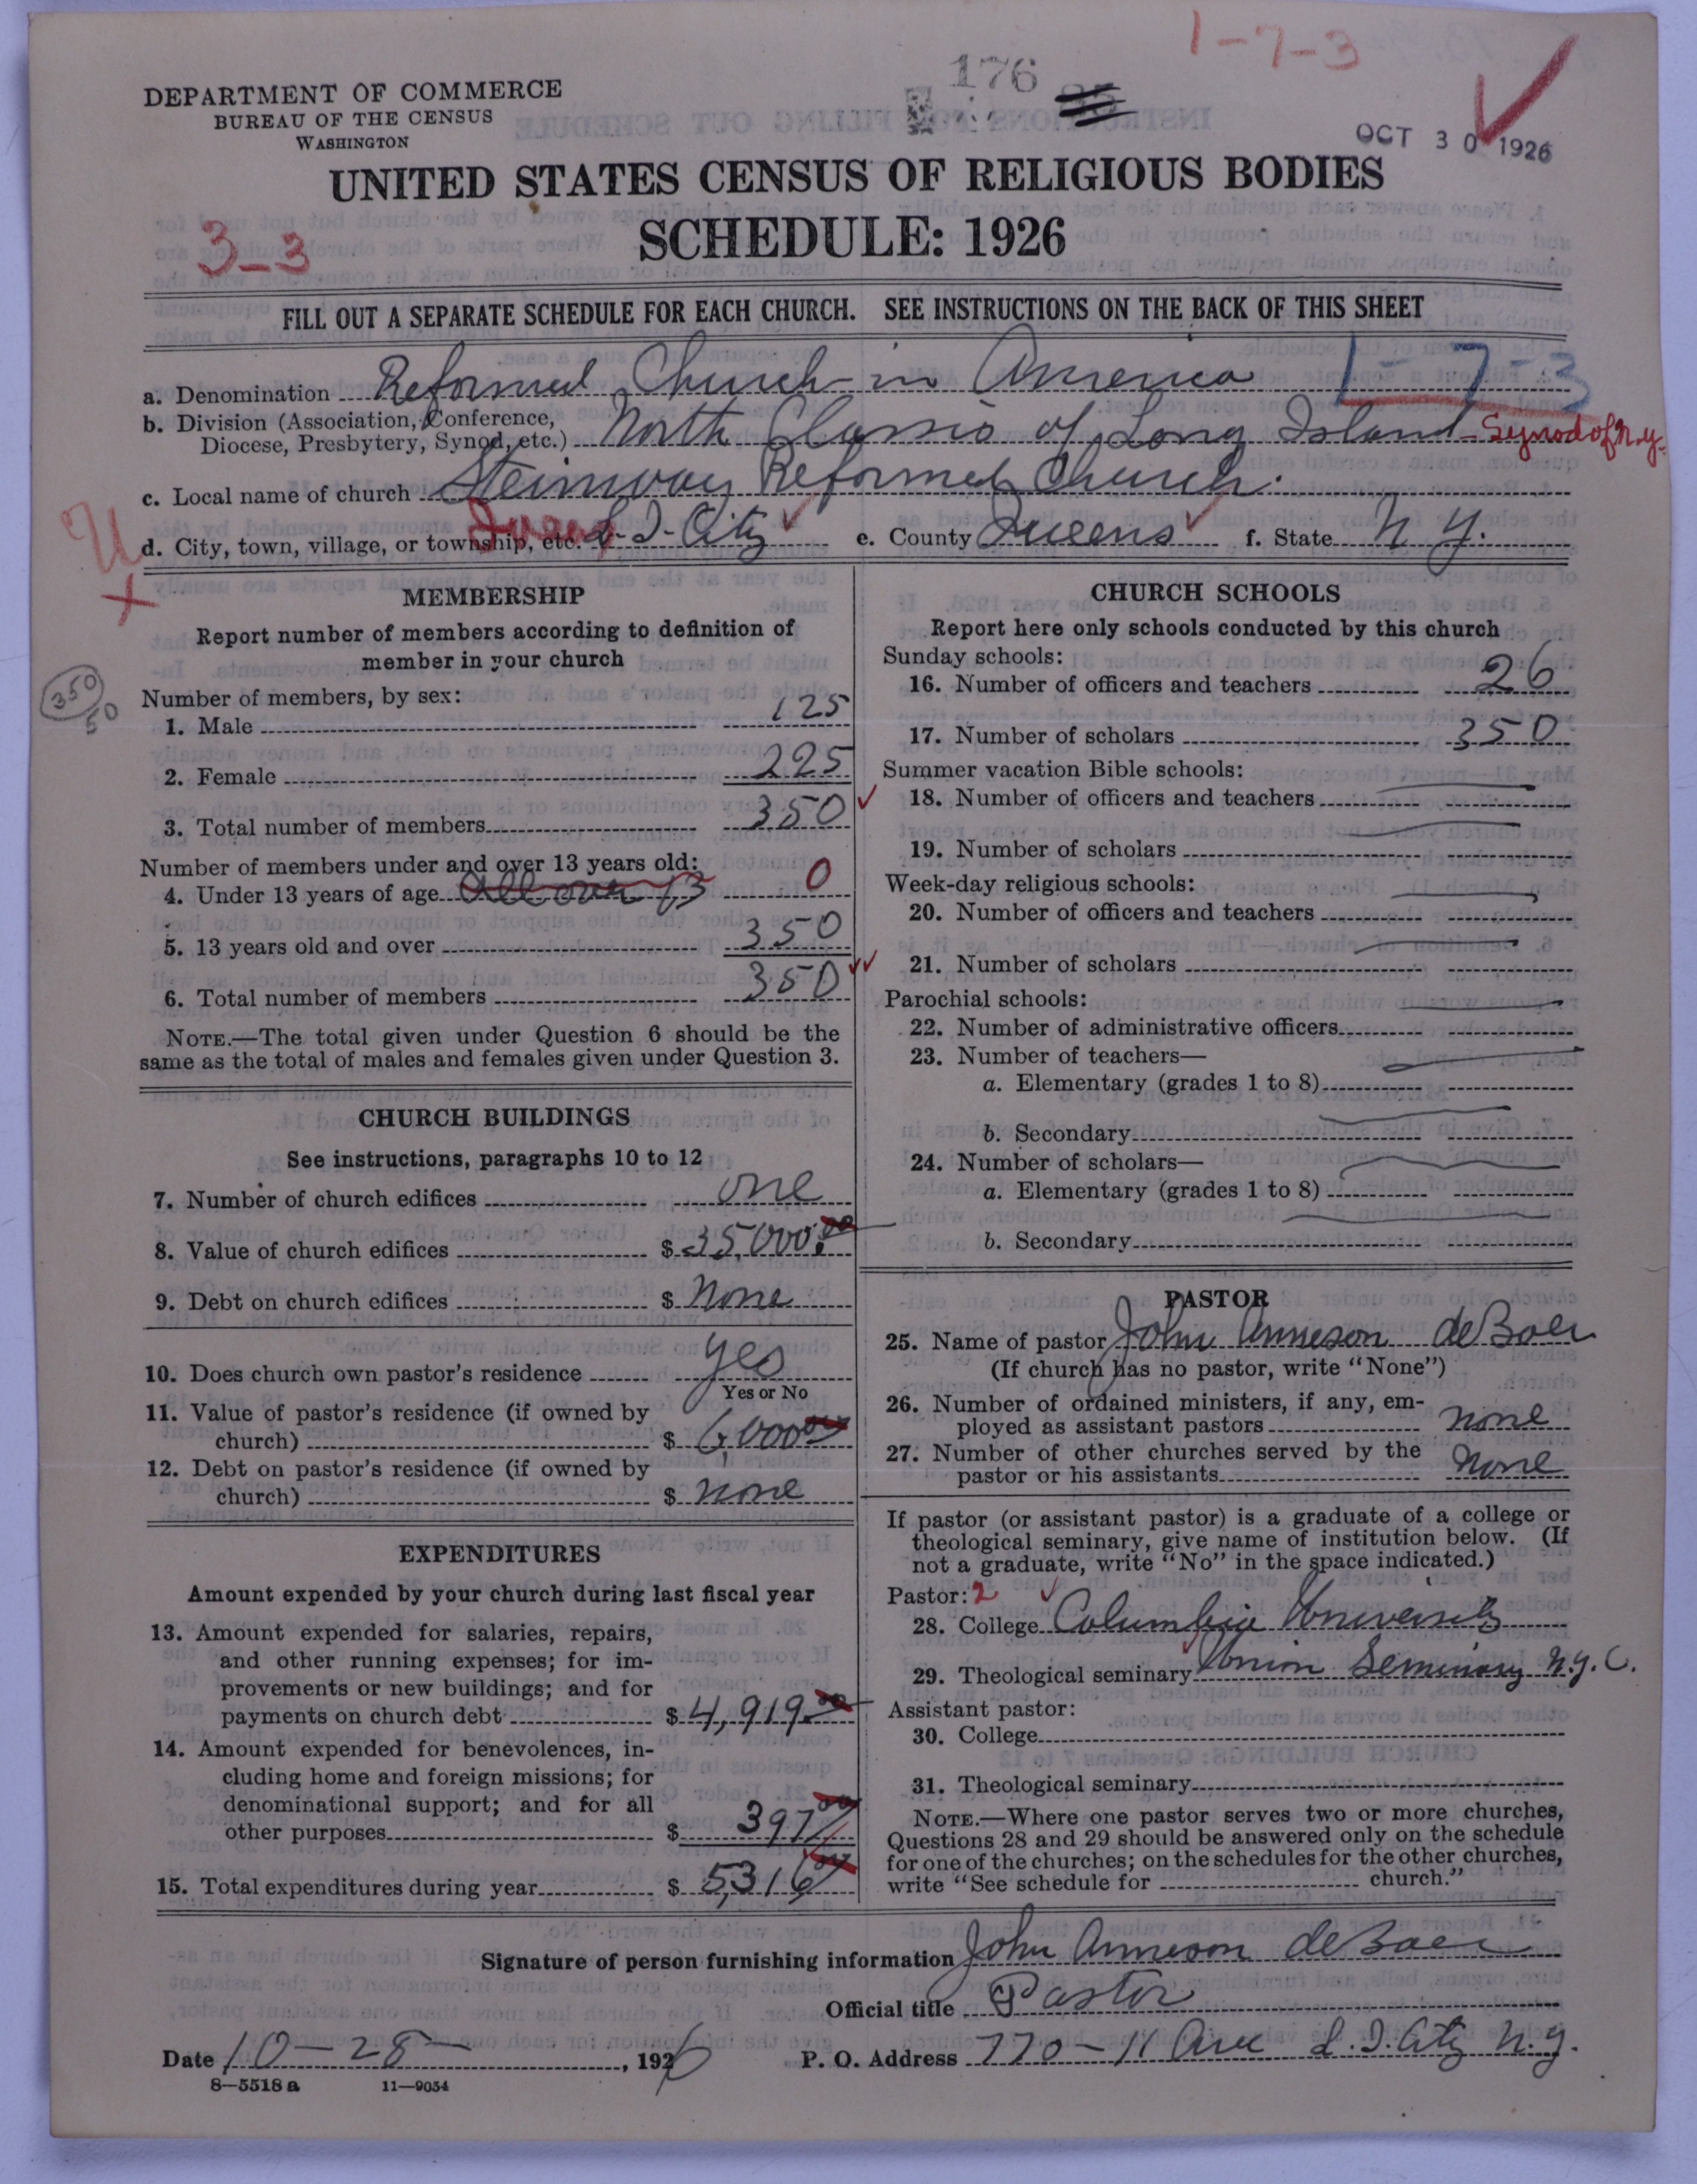 1-7-3
176
DEPARTMENT OF COMMERCE
BUREAU OF THE CENSUS
WASHINGTON
OCT 30 1926
UNITED STATES CENSUS OF RELIGIOUS BODIES
SCHEDULE: 1926
3-3
FILL OUT A SEPARATE SCHEDULE FOR EACH CHURCH. SEE INSTRUCTIONS ON THE BACK OF THIS SHEET
1-7-3
a. Denomination Reformed Church in America
b. Division (Association, Conference,
Diocese, Presbytery, Synod, etc.) North Classis of Long Island - Synod of N.Y.
c. Local name of church Steinway Reformed Church.
d. City, town, village, or township, etc. L. I. City e. County Queens f. State N. Y.
U
X
MEMBERSHIP
Report number of members according to definition of
member in your church
350
50
Number of members, by sex:
1. Male 125
2. Female 225
3. Total number of members 350
Number of members under and over 13 years old:
4. Under 13 years of age All over 13 0
5. 13 years old and over 350
6. Total number of members 350
NOTE.—The total given under Question 6 should be the
same as the total of males and females given under Question 3.
CHURCH BUILDINGS
See instructions, paragraphs 10 to 12
7. Number of church edifices one
8. Value of church edifices $ 35,000.00
9. Debt on church edifices $ None
10. Does church own pastor's residence yes
Yes or No
11. Value of pastor's residence (if owned by
church) $ 6,000 00
12. Debt on pastor's residence (if owned by
church) $ none
EXPENDITURES
Amount expended by your church during last fiscal year
13. Amount expended for salaries, repairs,
and other running expenses; for im-
provements or new buildings; and for
payments on church debt $ 4,919.00
14. Amount expended for benevolences, in-
cluding home and foreign missions; for
denominational support; and for all
other purposes $ 397 00
15. Total expenditures during year $ 5,316 00
CHURCH SCHOOLS
Report here only schools conducted by this church
Sunday schools:
16. Number of officers and teachers 26
17. Number of scholars 350
Summer vacation Bible schools:
18. Number of officers and teachers
19. Number of scholars
Week-day religious schools:
20. Number of officers and teachers
21. Number of scholars
Parochial schools:
22. Number of administrative officers
23. Number of teachers—
a. Elementary (grades 1 to 8)
b. Secondary
24. Number of scholars—
a. Elementary (grades 1 to 8)
b. Secondary
PASTOR
25. Name of pastor John Anneson deBoer
(If church has no pastor, write "None")
26. Number of ordained ministers, if any, em-
ployed as assistant pastors none
27. Number of other churches served by the
pastor or his assistants None
If pastor (or assistant pastor) is a graduate of a college or
theological seminary, give name of institution below. (If
not a graduate, write "No" in the space indicated.)
Pastor: 2
28. College Columbia University
29. Theological seminary Union Seminary N.Y.C.
Assistant pastor:
30. College
31. Theological seminary
NOTE.—Where one pastor serves two or more churches,
Questions 28 and 29 should be answered only on the schedule
for one of the churches; on the schedules for the other churches,
write "See schedule for church."
Signature of person furnishing information John Anneson deBoer
Official title Pastor
Date 10-28-, 1926 P. O. Address 770-11 Ave L.I. City N.Y.
8—5518 a 11—9054